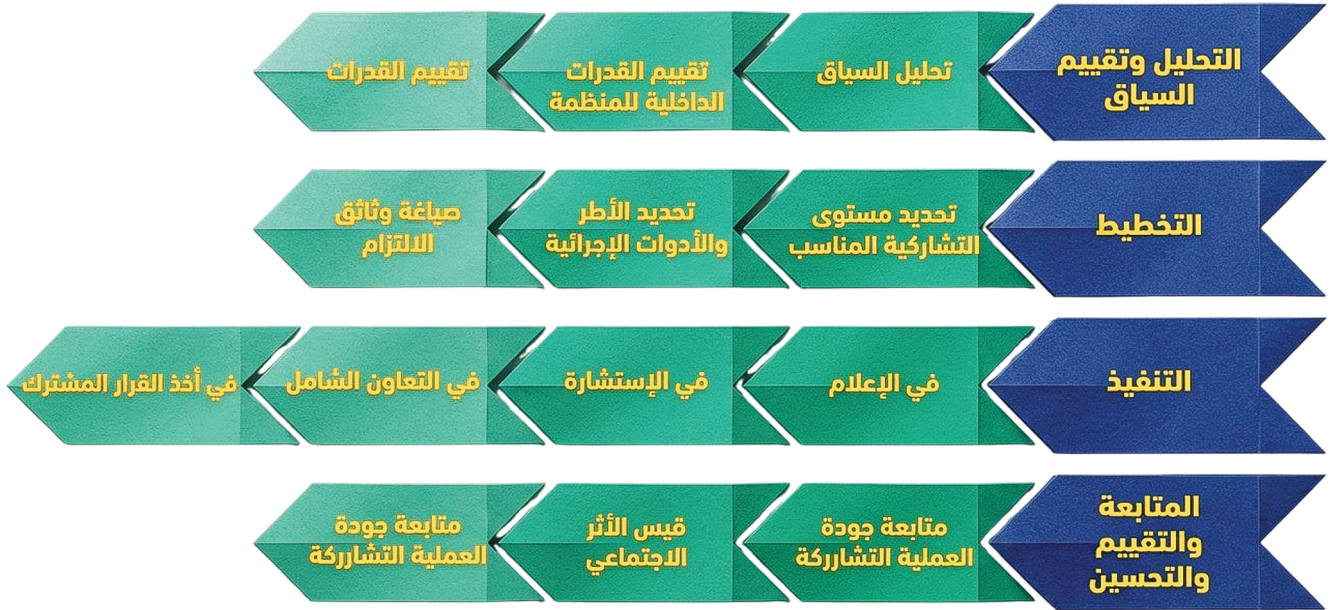 التحليل وتقييم
السياق
تحليل السياق
تقييم القدرات
الداخلية للمنظمة
تقييم القدرات
التخطيط
تحديد مستوى
التشاركية المناسب
تحديد الأطر
والأدوات الإجرائية
صياغة وثائق
الالتزام
التنفيذ
في الإعلام
في الإستشارة
في التعاون الشامل
في أخذ القرار المشترك
المتابعة
والتقييم
والتحسين
متابعة جودة
العملية التشارركة
قيس الأثر
الاجتماعي
متابعة جودة
العملية التشارركة